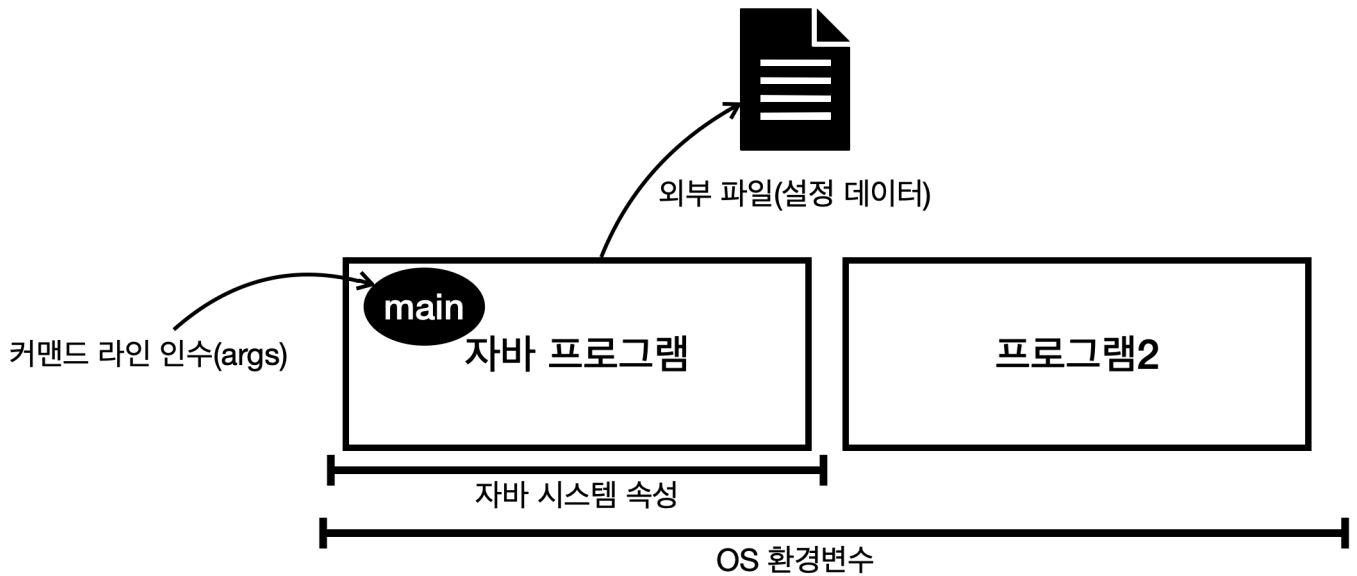 외부 파일(설정 데이터)
main
커맨드 라인 인수(args)
자바 프로그램
프로그램2
자바 시스템 속성
OS 환경변수